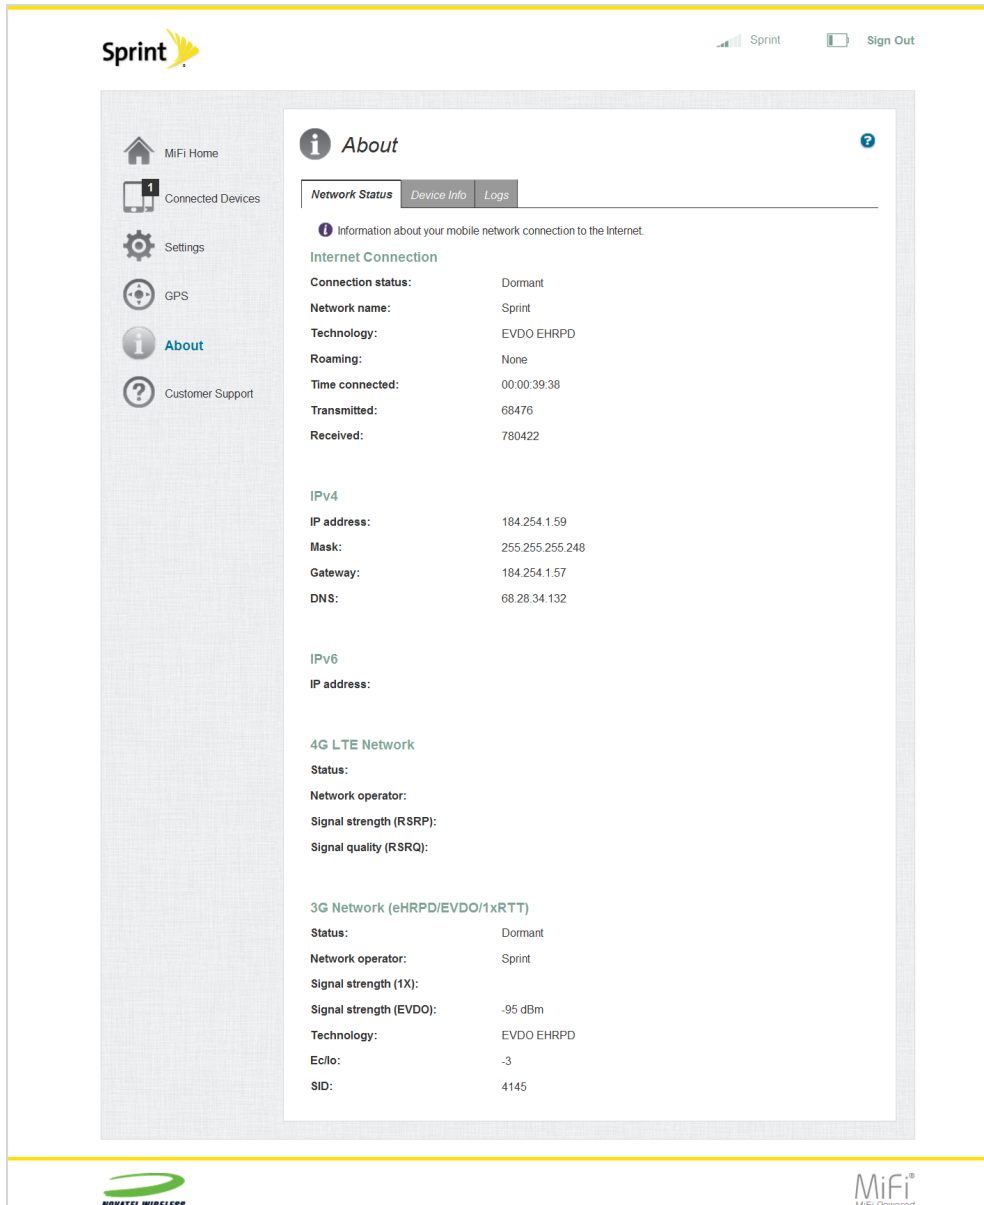 Sprint
Sprint
Sign Out
MiFi Home
1
Connected Devices
Settings
GPS
About
Customer Support
About
Network Status Device Info Logs
Information about your mobile network connection to the Internet.
Internet Connection
Connection status: Dormant
Network name: Sprint
Technology: EVDO EHRPD
Roaming: None
Time connected: 00:00:39:38
Transmitted: 68476
Received: 780422
IPv4
IP address: 184.254.1.59
Mask: 255.255.255.248
Gateway: 184.254.1.57
DNS: 68.28.34.132
IPv6
IP address:
4G LTE Network
Status:
Network operator:
Signal strength (RSRP):
Signal quality (RSRQ):
3G Network (eHRPD/EVDO/1xRTT)
Status: Dormant
Network operator: Sprint
Signal strength (1X):
Signal strength (EVDO): -95 dBm
Technology: EVDO EHRPD
Ec/Io: -3
SID: 4145
NOVATEL WIRELESS
MiFi®
MiFi Powered